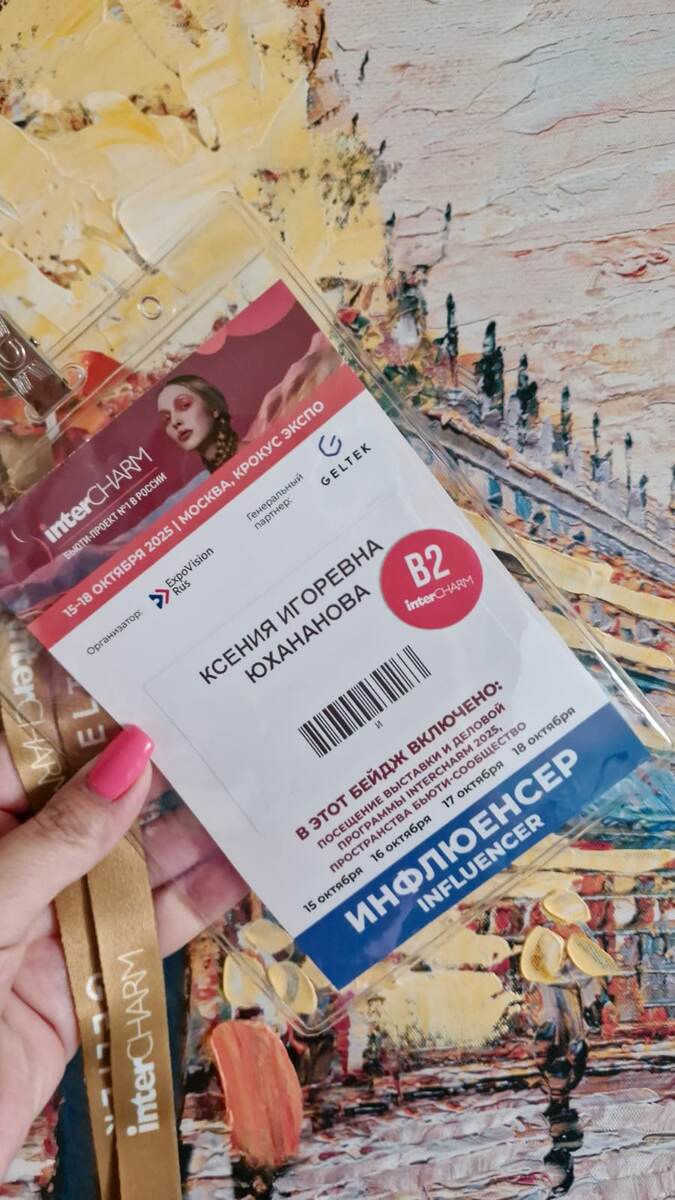 interCHARM
БЬЮТИ-ПРОЕКТ №1 В РОССИИ
15-18 ОКТЯБРЯ 2025 | МОСКВА, КРОКУС ЭКСПО
Организатор:
ExpoVision
Rus
Генеральный
партнер:
GELTEK
КСЕНИЯ ИГОРЕВНА
ЮХАНАНОВА
B2
interCHARM
И
В ЭТОТ БЕЙДЖ ВКЛЮЧЕНО:
ПОСЕЩЕНИЕ ВЫСТАВКИ И ДЕЛОВОЙ
ПРОГРАММЫ INTERCHARM 2025,
ПРОСТРАНСТВА БЬЮТИ-СООБЩЕСТВО
15 октября 16 октября 17 октября 18 октября
ИНФЛЮЕНСЕР
INFLUENCER
interCHARM
interCHARM